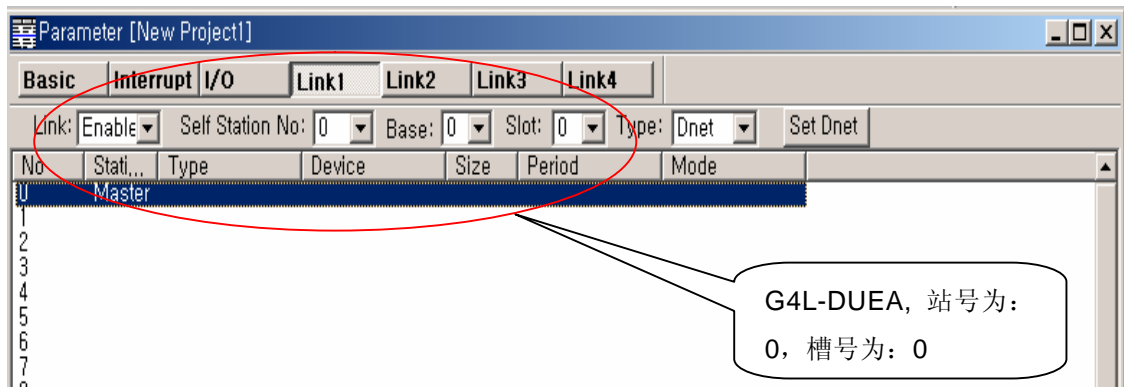 Parameter [New Project1]
Basic Interrupt I/O Link1 Link2 Link3 Link4
Link: Enable Self Station No: 0 Base: 0 Slot: 0 Type: Dnet Set Dnet
No Stati... Type Device Size Period Mode
0 Master
1
2
3
4
5
6
7
G4L-DUEA, 站号为：
0，槽号为：0